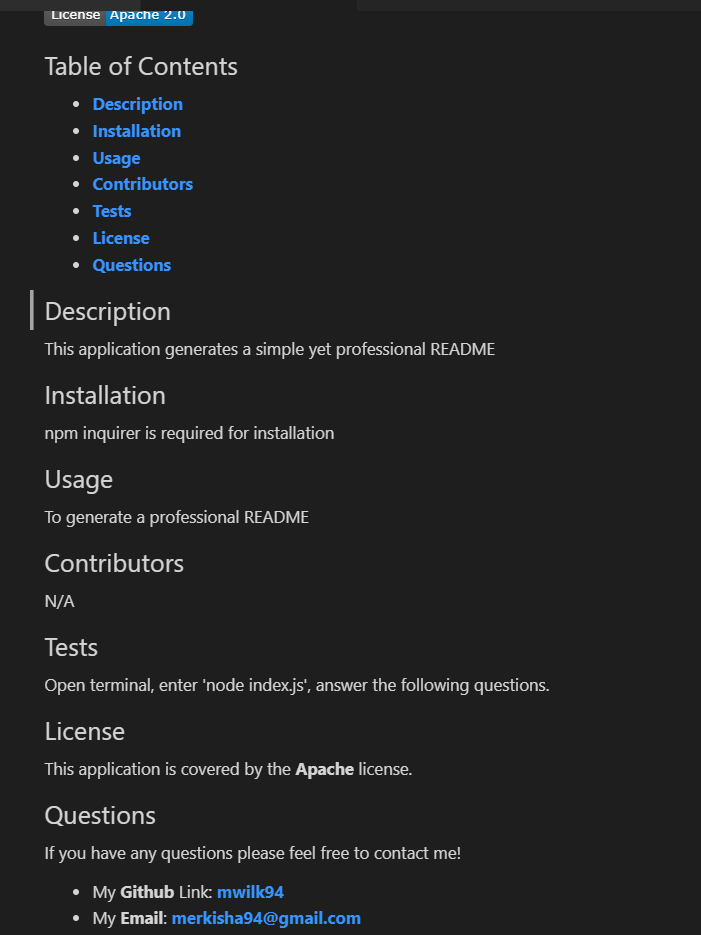 License Apache 2.0
Table of Contents
Description
Installation
Usage
Contributors
Tests
License
Questions
Description
This application generates a simple yet professional README
Installation
npm inquirer is required for installation
Usage
To generate a professional README
Contributors
N/A
Tests
Open terminal, enter 'node index.js', answer the following questions.
License
This application is covered by the Apache license.
Questions
If you have any questions please feel free to contact me!
My Github Link: mwilk94
My Email: merkisha94@gmail.com